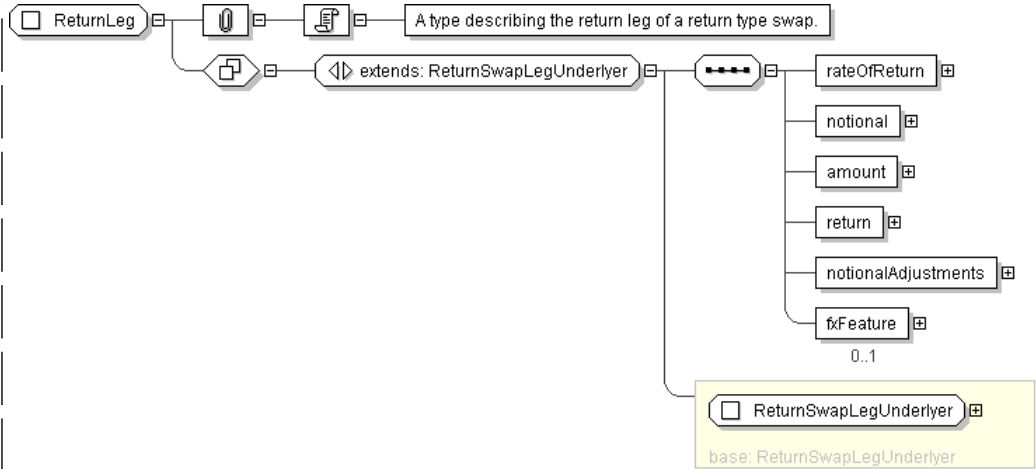 ReturnLeg
A type describing the return leg of a return type swap.
extends: ReturnSwapLegUnderlyer
rateOfReturn
notional
amount
return
notionalAdjustments
fxFeature
0..1
ReturnSwapLegUnderlyer
base: ReturnSwapLegUnderlyer